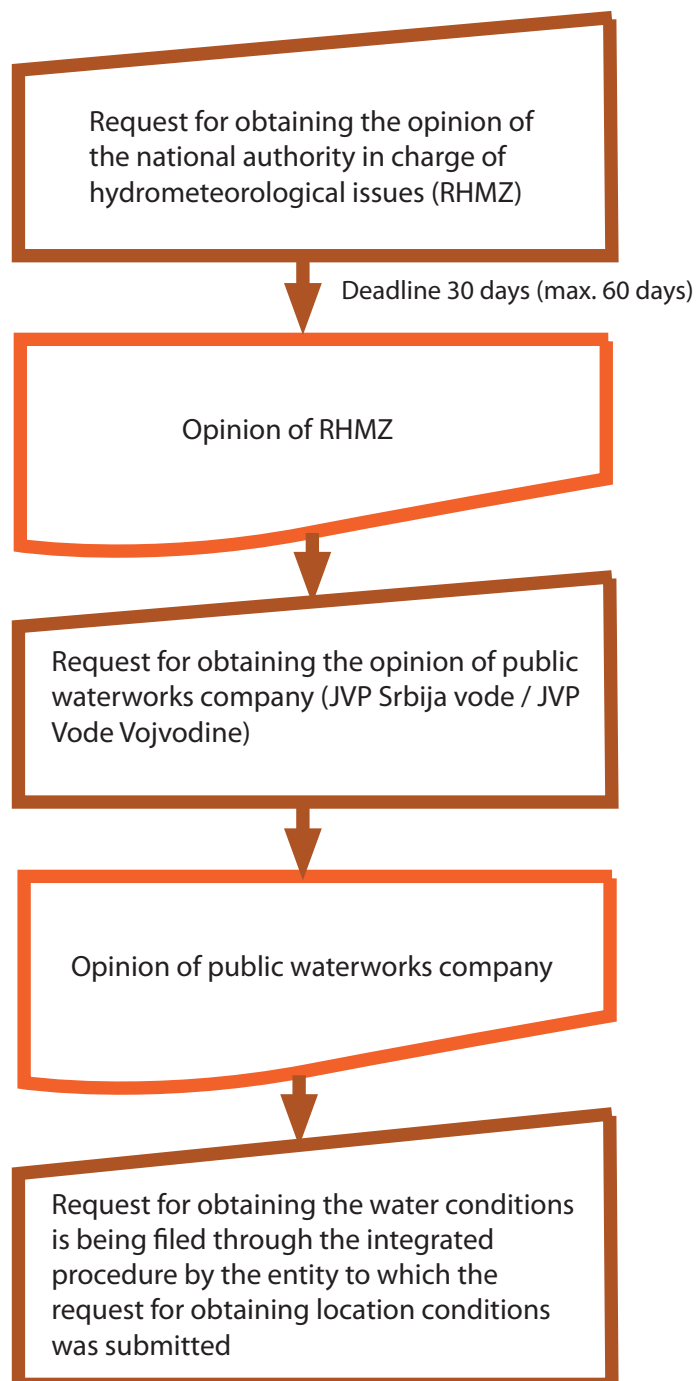 Request for obtaining the opinion of
the national authority in charge of
hydrometeorological issues (RHMZ)
Deadline 30 days (max. 60 days)
Opinion of RHMZ
Request for obtaining the opinion of public
waterworks company (JVP Srbija vode / JVP
Vode Vojvodine)
Opinion of public waterworks company
Request for obtaining the water conditions
is being filed through the integrated
procedure by the entity to which the
request for obtaining location conditions
was submitted